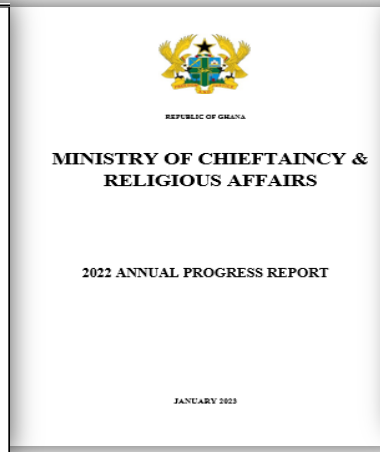 REPUBLIC OF GHANA
MINISTRY OF CHIEFTAINCY &
RELIGIOUS AFFAIRS
2022 ANNUAL PROGRESS REPORT
JANUARY 2023